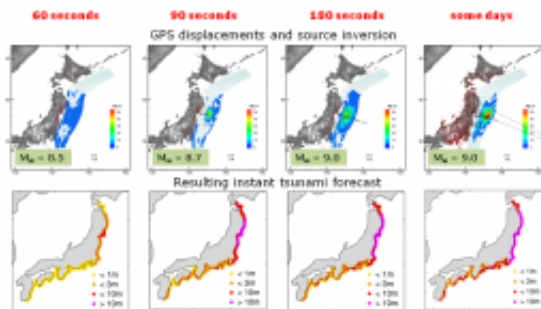 60 seconds 90 seconds 180 seconds some days
GPS displacements and source inversion
Mw = 8.5 Mw = 8.7 Mw = 9.0 Mw = 9.0
Resulting instant tsunami forecast
< 1m < 1m < 1m < 1m
< 3m < 3m < 3m < 3m
< 10m < 10m < 10m < 10m
> 10m > 10m > 10m > 10m